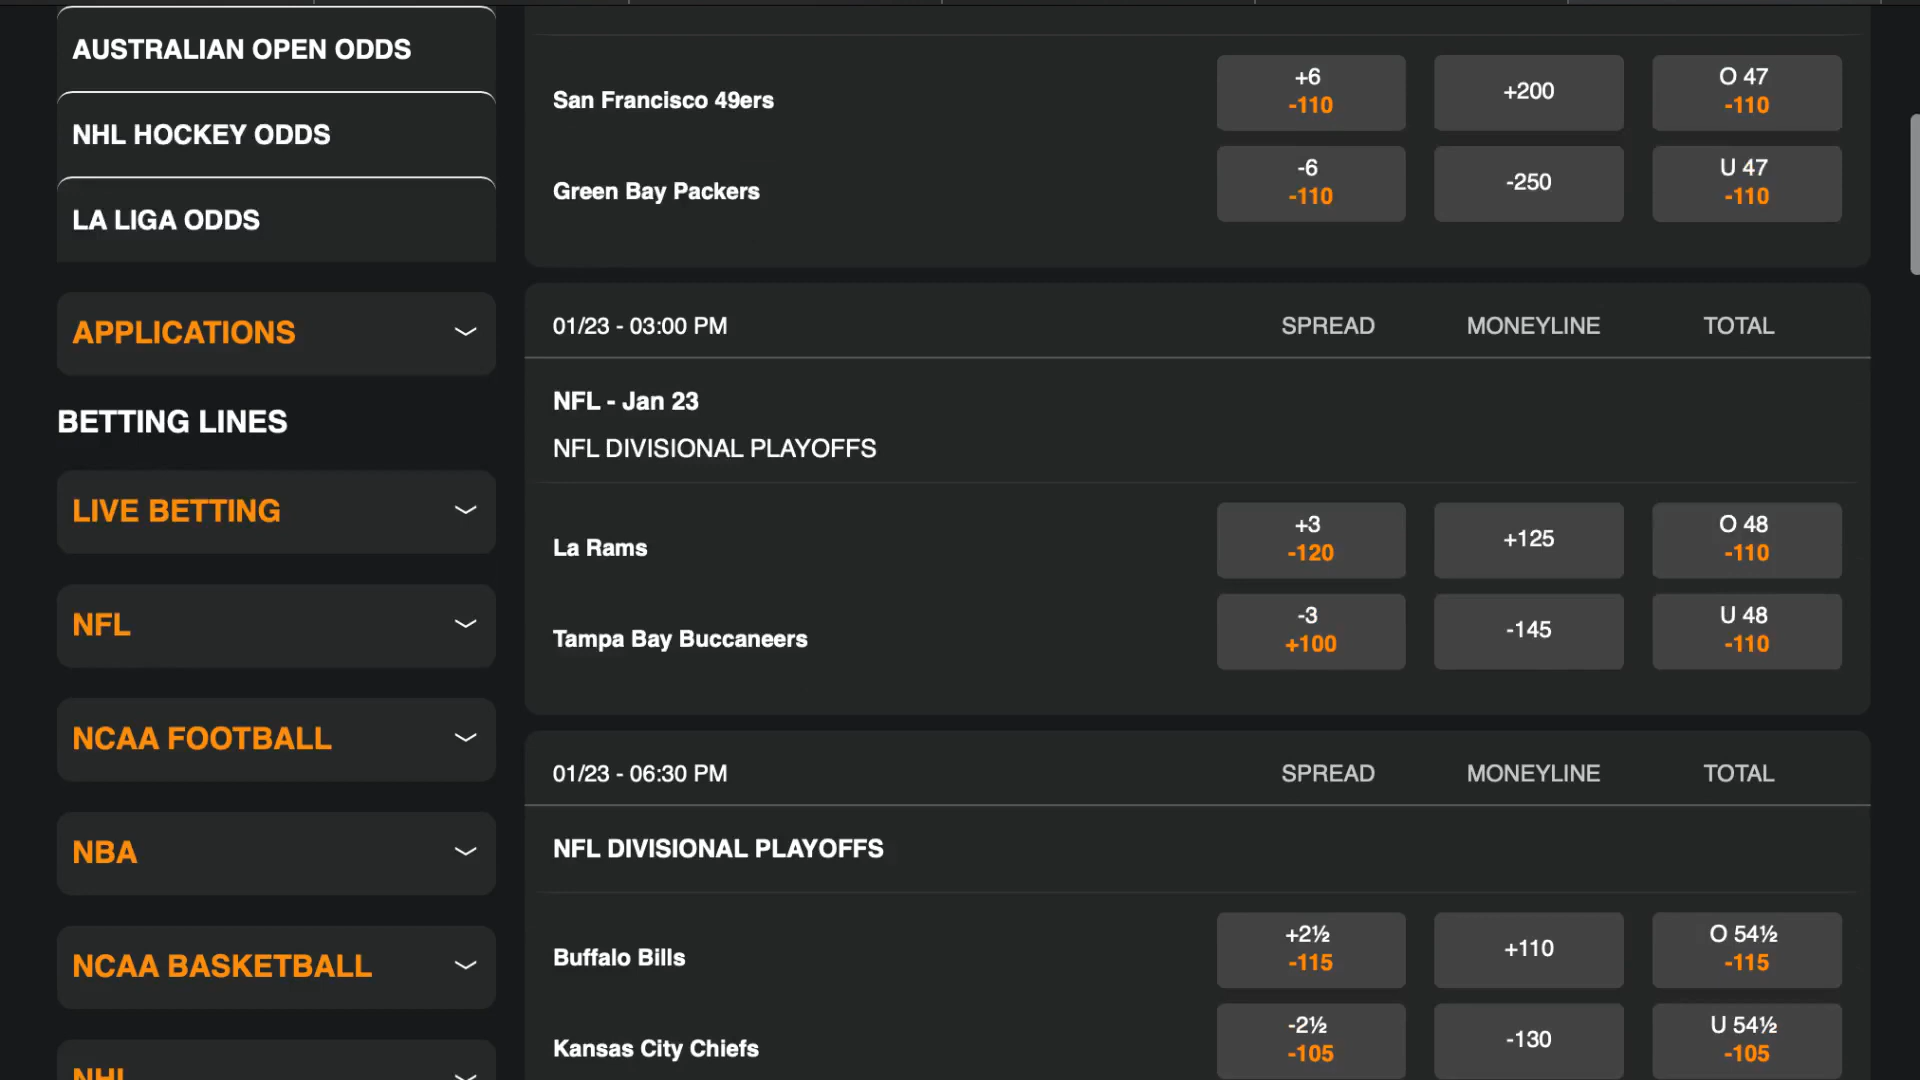 AUSTRALIAN OPEN ODDS
NHL HOCKEY ODDS
LA LIGA ODDS
APPLICATIONS
BETTING LINES
LIVE BETTING
NFL
NCAA FOOTBALL
NBA
NCAA BASKETBALL
NHL
San Francisco 49ers
+6
-110
+200
O 47
-110
Green Bay Packers
-6
-110
-250
U 47
-110
01/23 - 03:00 PM SPREAD MONEYLINE TOTAL
NFL - Jan 23
NFL DIVISIONAL PLAYOFFS
La Rams
+3
-120
+125
O 48
-110
Tampa Bay Buccaneers
-3
+100
-145
U 48
-110
01/23 - 06:30 PM SPREAD MONEYLINE TOTAL
NFL DIVISIONAL PLAYOFFS
Buffalo Bills
+2½
-115
+110
O 54½
-115
Kansas City Chiefs
-2½
-105
-130
U 54½
-105